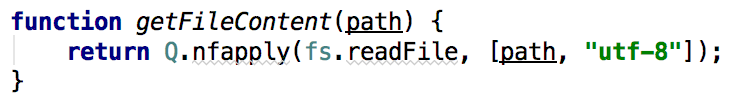 function getFileContent(path) {
    return Q.nfapply(fs.readFile, [path, "utf-8"]);
}